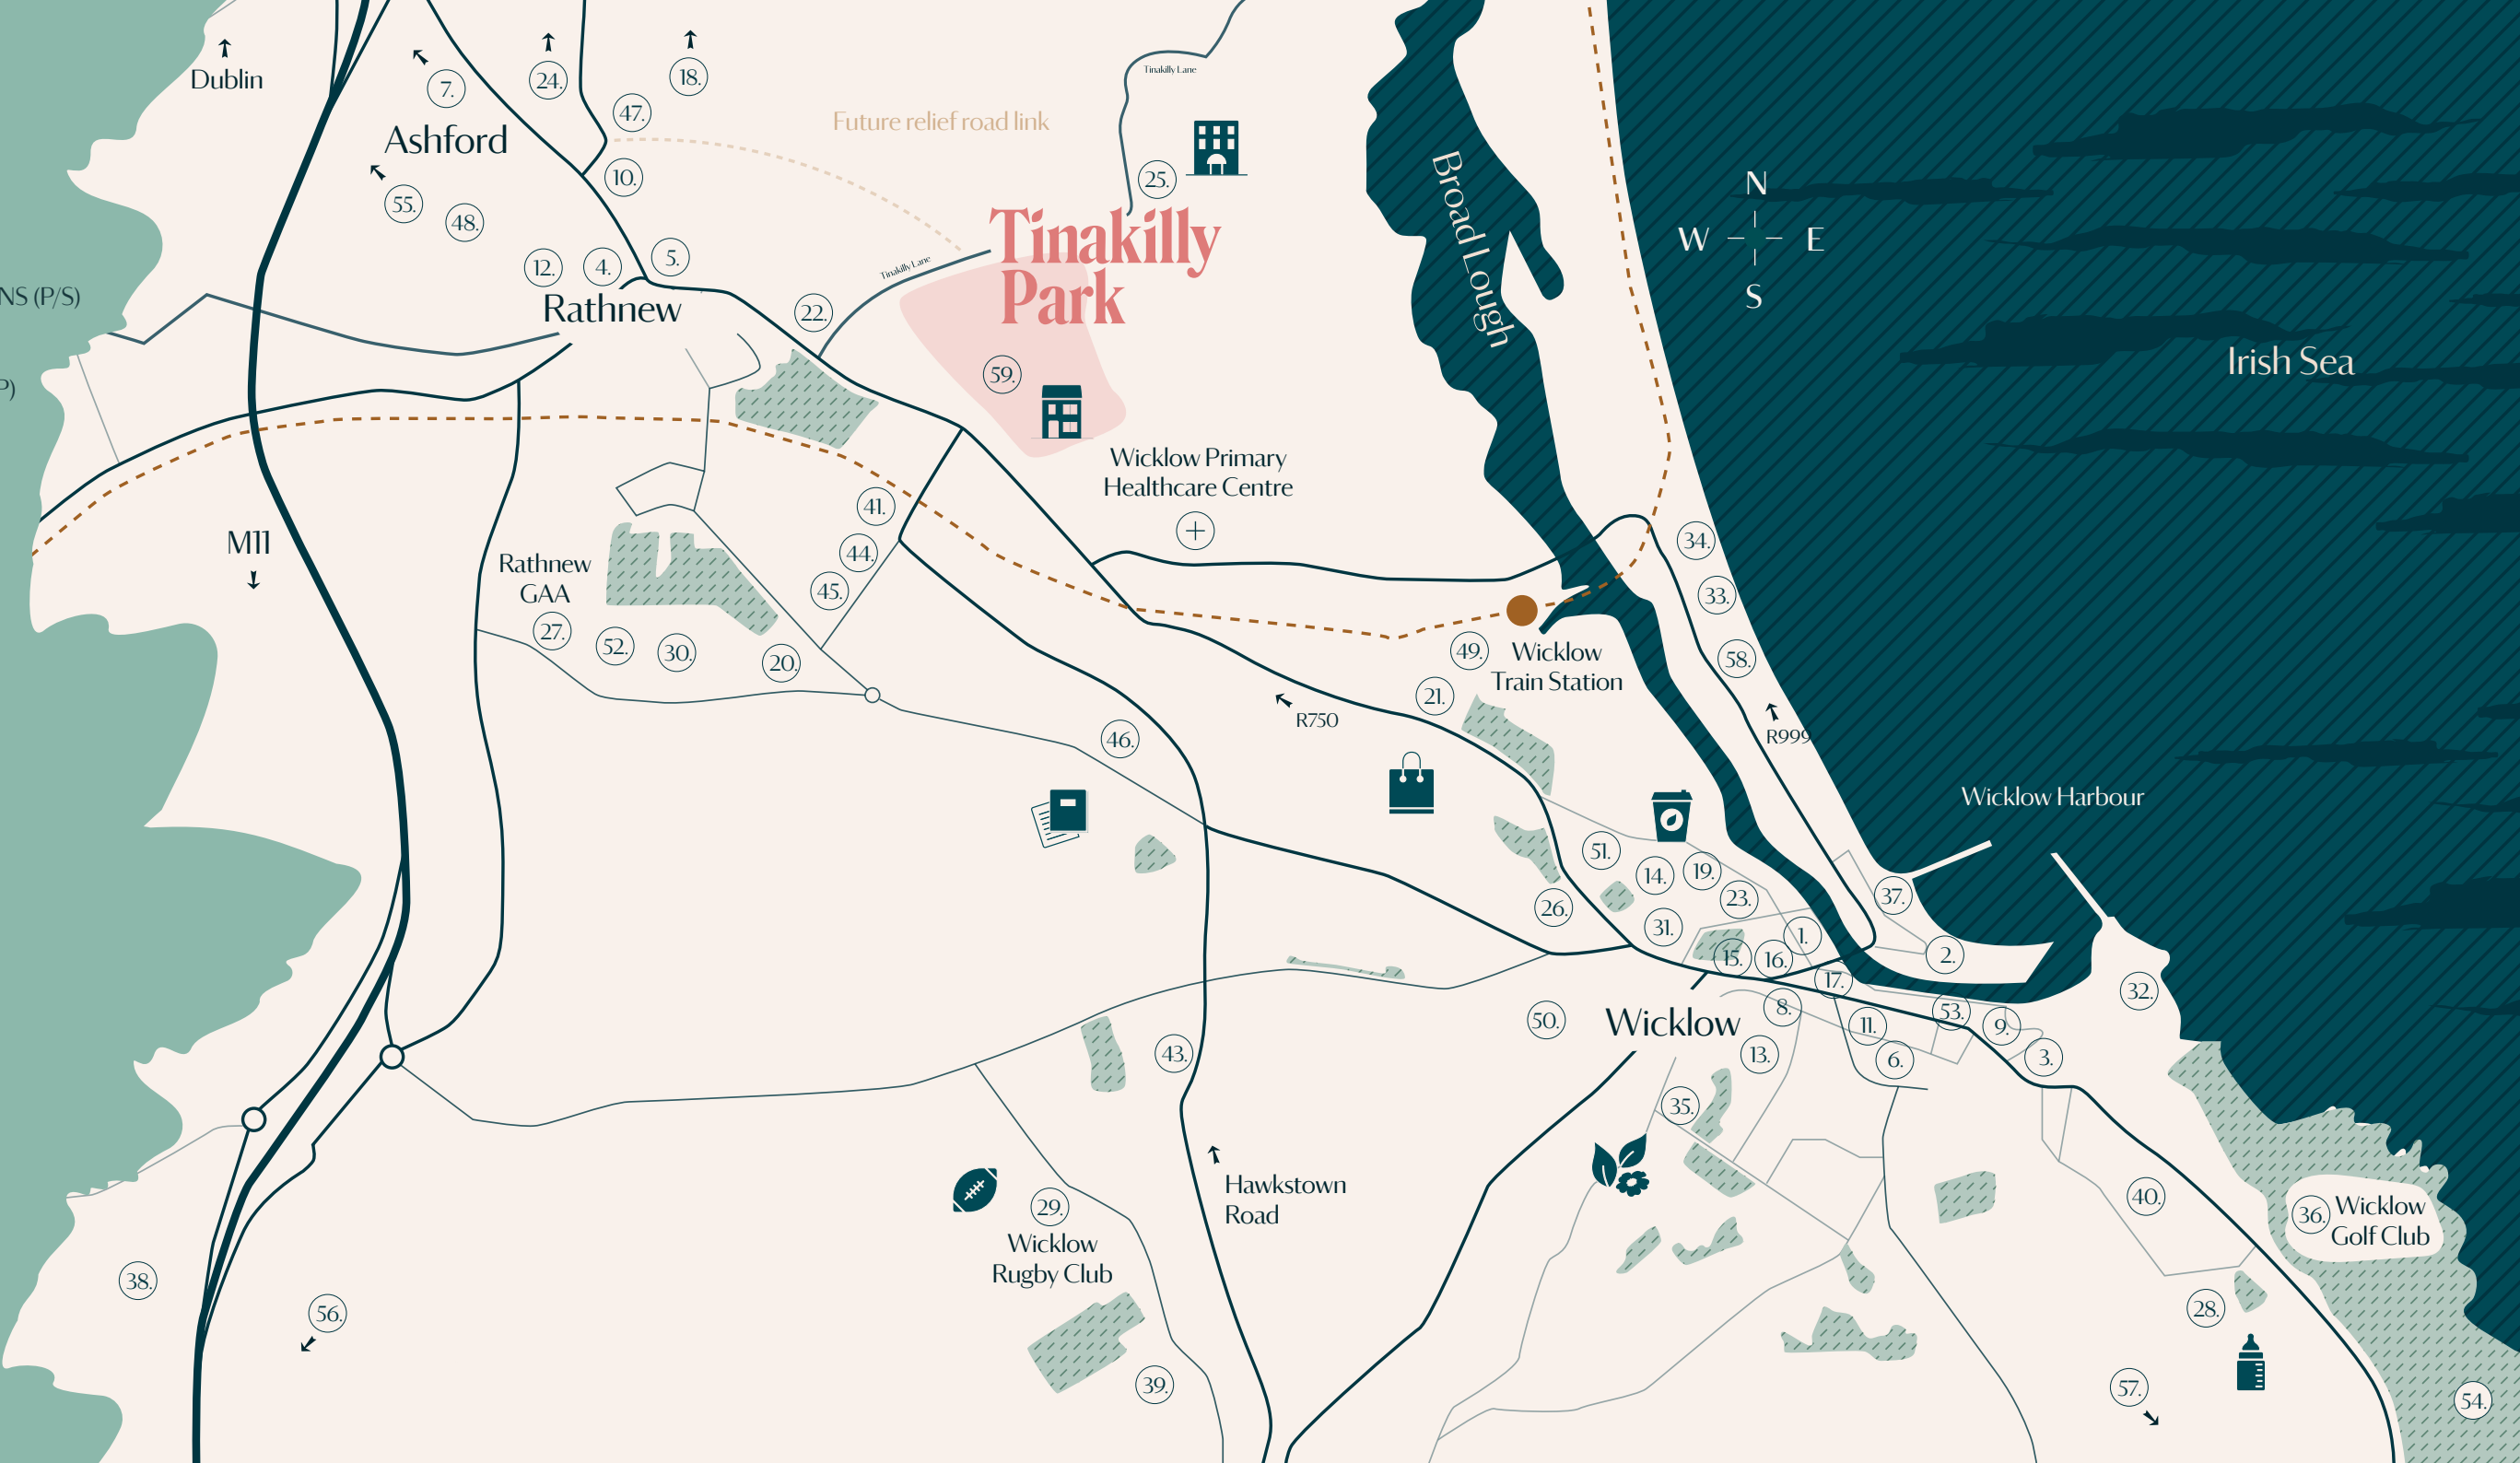 Dublin
7.
24.
18.
47.
Tinakilly Lane
Ashford
Future relief road link
10.
25.
55.
48.
Broad Lough
N
W
E
S
Tinakilly
Park
12.
4.
5.
Tinakilly Lane
Rathnew
NS (P/S)
22.
Irish Sea
59.
P)
Wicklow Primary
Healthcare Centre
41.
M11
44.
34.
Rathnew
GAA
45.
33.
27.
52.
30.
20.
49.
Wicklow
Train Station
58.
21.
R750
R999
46.
Wicklow Harbour
51.
14.
19.
23.
37.
26.
31.
1.
15.
16.
2.
17.
32.
50.
Wicklow
8.
53.
11.
9.
13.
6.
3.
43.
35.
Hawkstown
Road
29.
Wicklow
Rugby Club
40.
36.
Wicklow
Golf Club
38.
56.
28.
39.
57.
54.